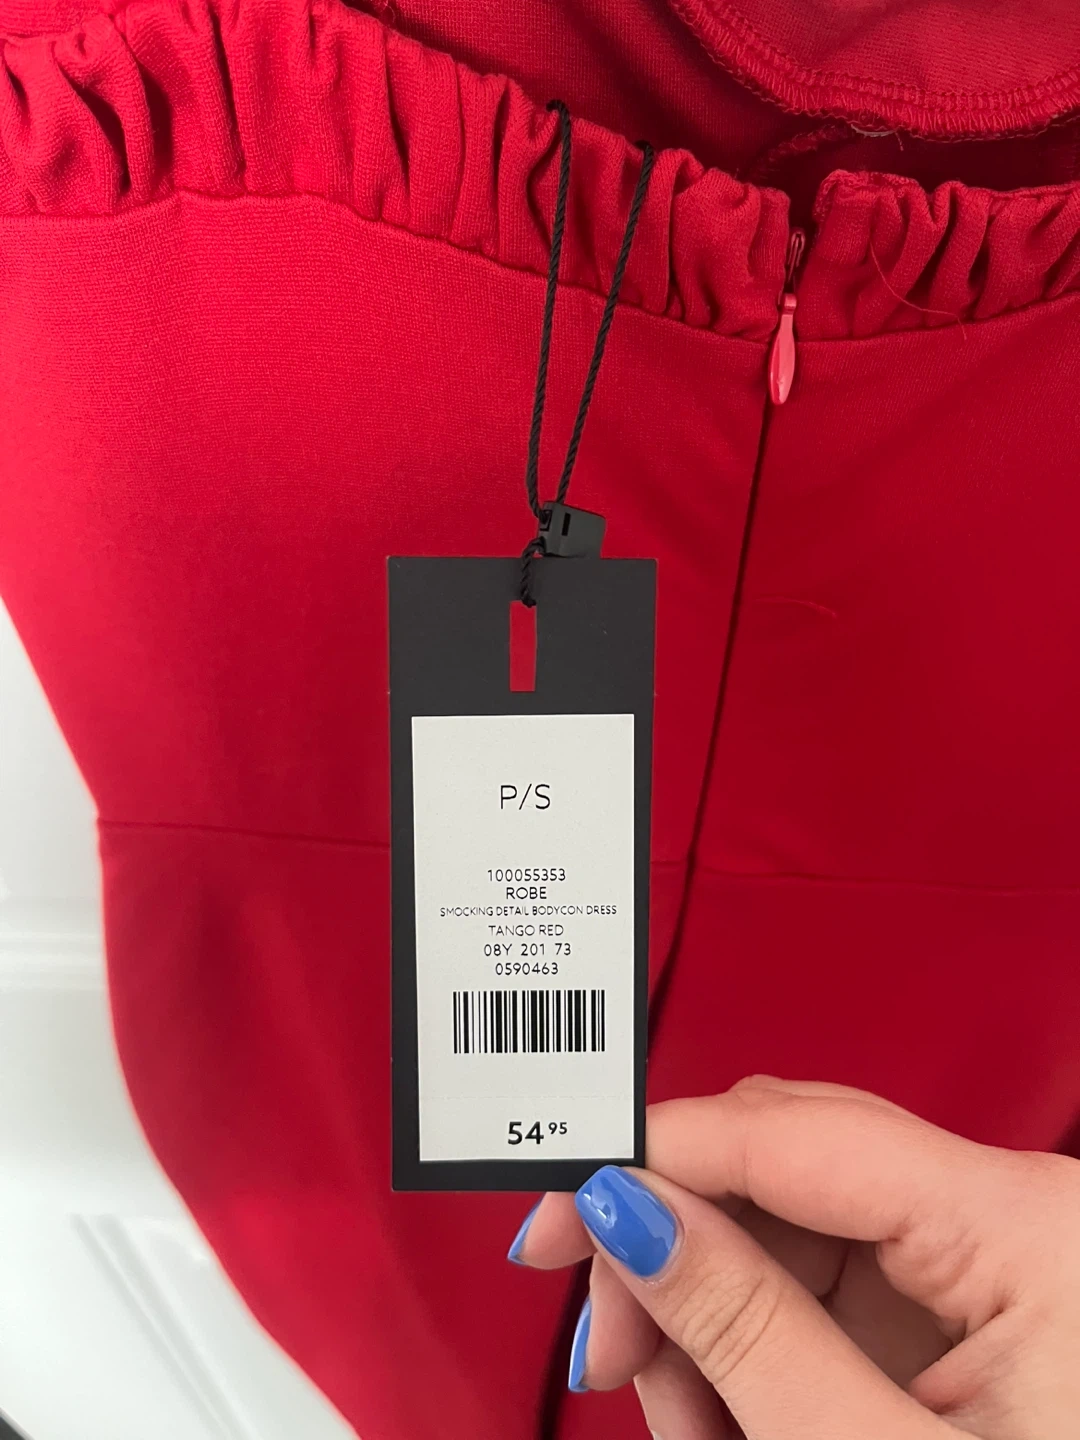 P/S
100055353
ROBE
SMOCKING DETAIL BODYCON DRESS
TANGO RED
08Y 201 73
0590463
54 95